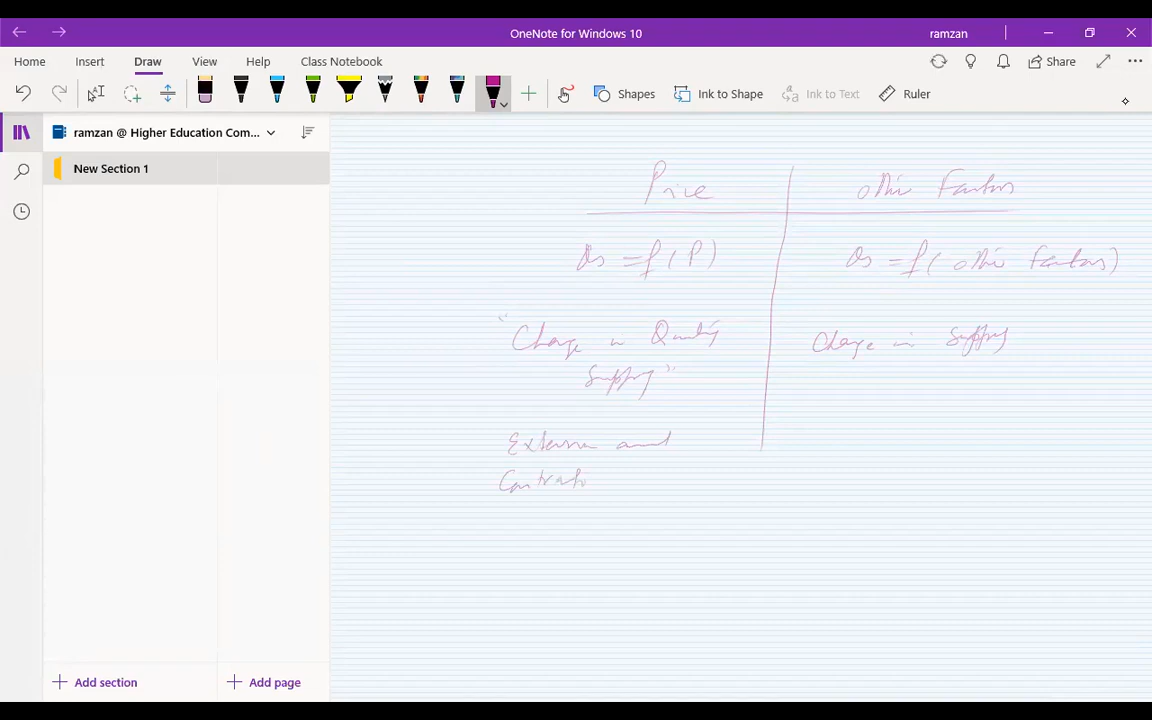 OneNote for Windows 10
ramzan
Home Insert Draw View Help Class Notebook
Share
Shapes Ink to Shape Ink to Text Ruler
ramzan @ Higher Education Com...
New Section 1
Price other Factors
Qs = f(P) Qs = f(other Factors)
"Change in Quantity Change in Supply
Supply"
Extension and
Contracti
Add section Add page